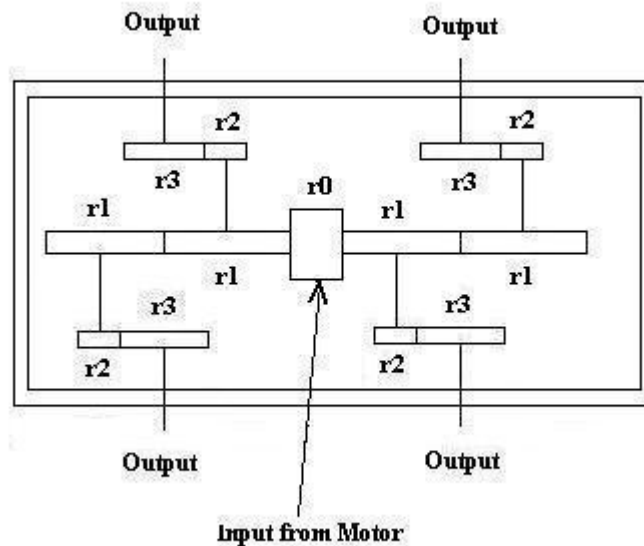 Output Output
r2 r2
r3 r0 r3
r1 r1
r1 r1
r3 r3
r2 r2
Output Output
Input from Motor